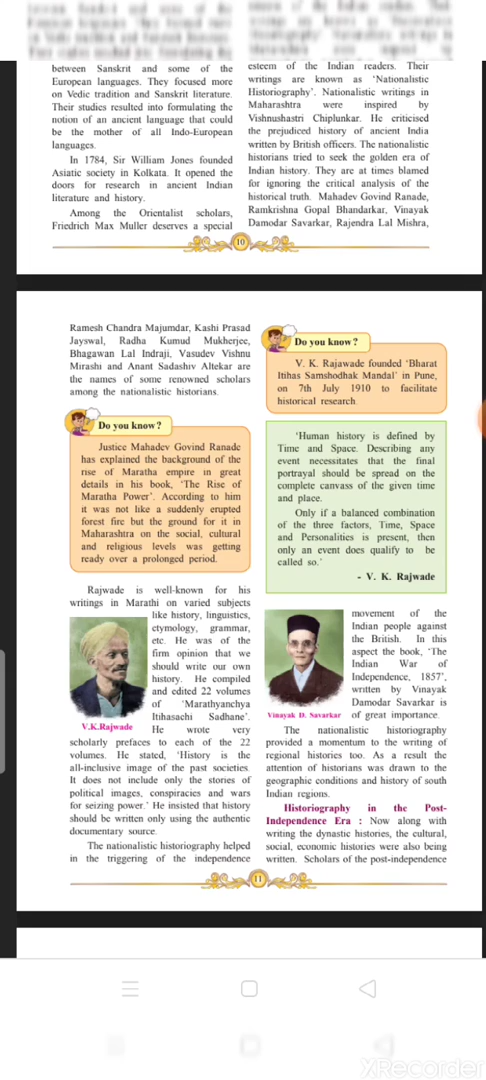 between Sanskrit and some of the
European languages. They focused more
on Vedic tradition and Sanskrit literature.
Their studies resulted into formulating the
notion of an ancient language that could
be the mother of all Indo-European
languages.
In 1784, Sir William Jones founded
Asiatic society in Kolkata. It opened the
doors for research in ancient Indian
literature and history.
Among the Orientalist scholars,
Friedrich Max Muller deserves a special
esteem of the Indian readers. Their
writings are known as 'Nationalistic
Historiography'. Nationalistic writings in
Maharashtra were inspired by
Vishnushastri Chiplunkar. He criticised
the prejudiced history of ancient India
written by British officers. The nationalistic
historians tried to seek the golden era of
Indian history. They are at times blamed
for ignoring the critical analysis of the
historical truth. Mahadev Govind Ranade,
Ramkrishna Gopal Bhandarkar, Vinayak
Damodar Savarkar, Rajendra Lal Mishra,
10
Ramesh Chandra Majumdar, Kashi Prasad
Jayswal, Radha Kumud Mukherjee,
Bhagawan Lal Indraji, Vasudev Vishnu
Mirashi and Anant Sadashiv Altekar are
the names of some renowned scholars
among the nationalistic historians.
Do you know?
Justice Mahadev Govind Ranade
has explained the background of the
rise of Maratha empire in great
details in his book, 'The Rise of
Maratha Power'. According to him
it was not like a suddenly erupted
forest fire but the ground for it in
Maharashtra on the social, cultural
and religious levels was getting
ready over a prolonged period.
Rajwade is well-known for his
writings in Marathi on varied subjects
like history, linguistics,
etymology, grammar,
etc. He was of the
firm opinion that we
should write our own
history. He compiled
and edited 22 volumes
of 'Marathyanchya
Itihasachi Sadhane'.
He wrote very
V.K.Rajwade
scholarly prefaces to each of the 22
volumes. He stated, 'History is the
all-inclusive image of the past societies.
It does not include only the stories of
political images, conspiracies and wars
for seizing power.' He insisted that history
should be written only using the authentic
documentary source.
The nationalistic historiography helped
in the triggering of the independence
Do you know?
V. K. Rajawade founded 'Bharat
Itihas Samshodhak Mandal' in Pune,
on 7th July 1910 to facilitate
historical research.
'Human history is defined by
Time and Space. Describing any
event necessitates that the final
portrayal should be spread on the
complete canvass of the given time
and place.
Only if a balanced combination
of the three factors, Time, Space
and Personalities is present, then
only an event does qualify to be
called so.'
- V. K. Rajwade
movement of the
Indian people against
the British. In this
aspect the book, 'The
Indian War of
Independence, 1857',
written by Vinayak
Damodar Savarkar is
of great importance.
Vinayak D. Savarkar
The nationalistic historiography
provided a momentum to the writing of
regional histories too. As a result the
attention of historians was drawn to the
geographic conditions and history of south
Indian regions.
Historiography in the Post-
Independence Era : Now along with
writing the dynastic histories, the cultural,
social, economic histories were also being
written. Scholars of the post-independence
11
XRecorder